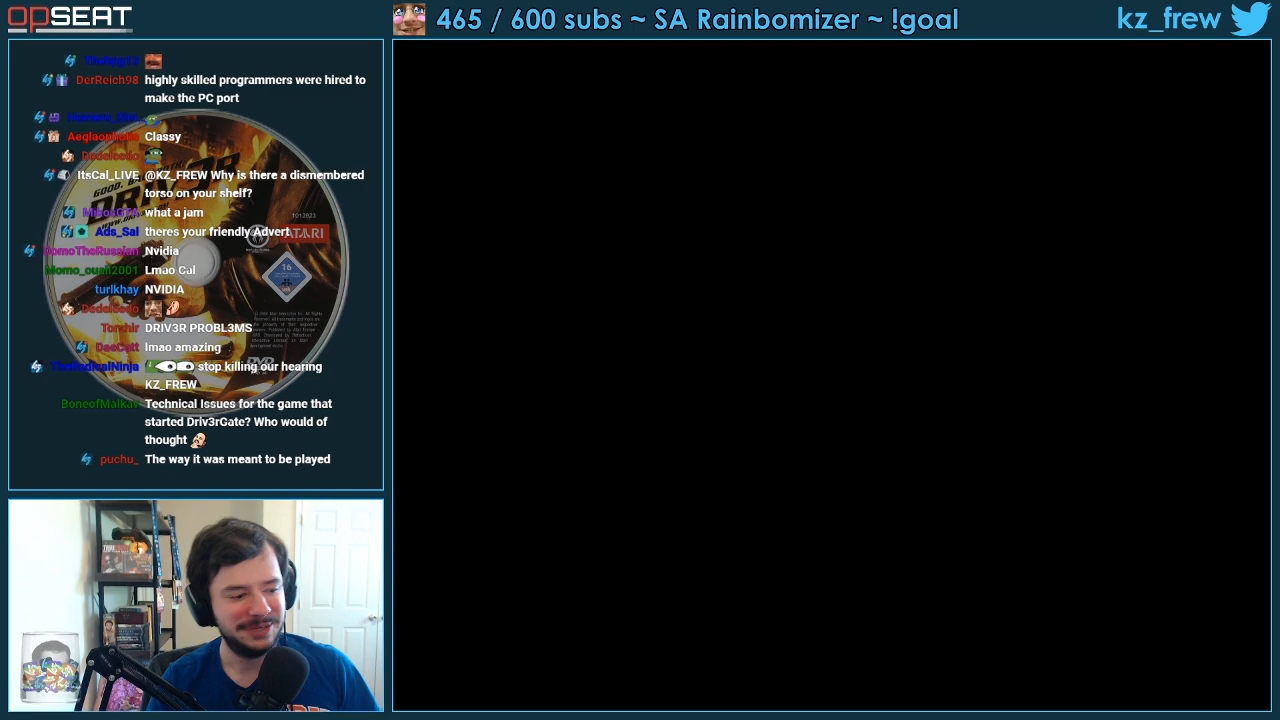 OPSEAT
465 / 600 subs ~ SA Rainbomizer ~ !goal
kz_frew
DerReich98 highly skilled programmers were hired to
make the PC port
Classy
ItsCal_LIVE @KZ_FREW Why is there a dismembered
torso on your shelf?
what a jam
Ads_Sal theres your friendly Advert
ATARI
Nvidia
Lmao Cal
turlkhay NVIDIA
16
DRIV3R PROBL3MS
lmao amazing
stop killing our hearing
KZ_FREW
DVD
Technical Issues for the game that
started Driv3rGate? Who would of
thought
puchu_ The way it was meant to be played